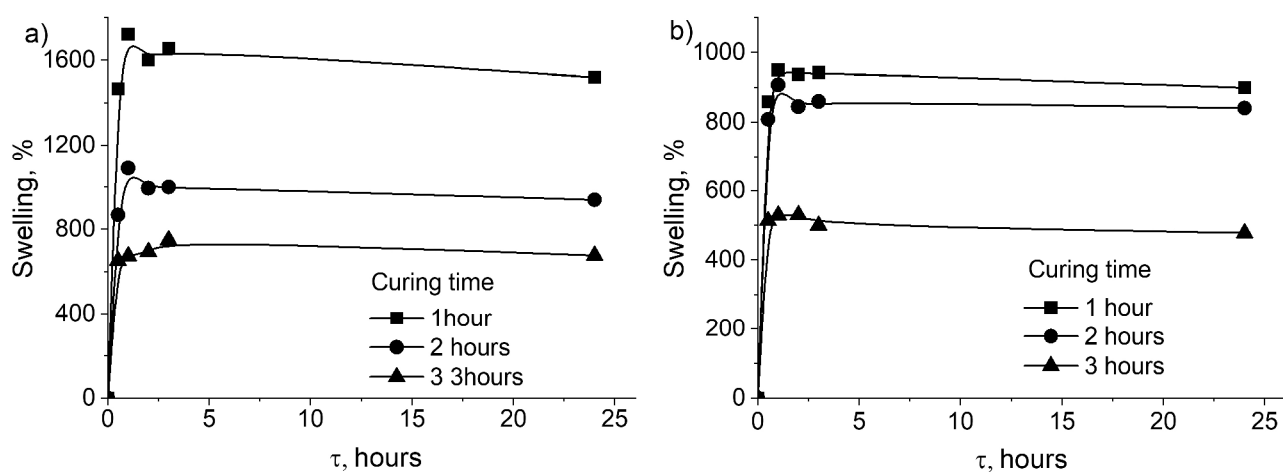 a)
Swelling, %
1600
1200
800
400
0
0
5
10
15
20
25
τ, hours
Curing time
1hour
2 hours
3 3hours
b)
Swelling, %
1000
800
600
400
200
0
0
5
10
15
20
25
τ, hours
Curing time
1 hour
2 hours
3 hours